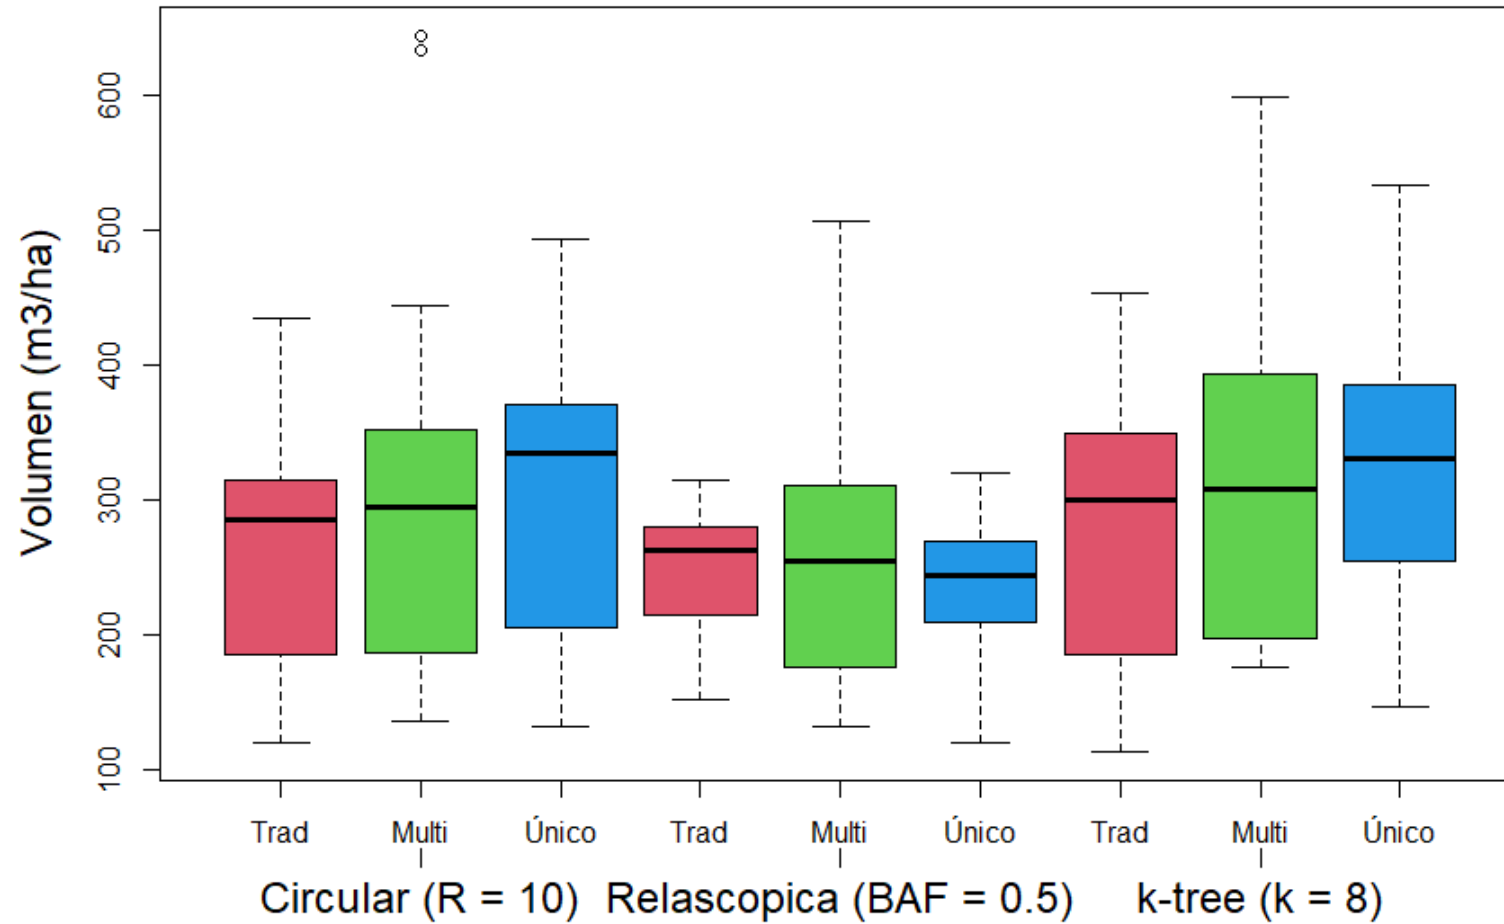 Volumen (m3/ha)
600
500
400
300
200
100
Trad Multi Único Trad Multi Único Trad Multi Único
Circular (R = 10) Relascopica (BAF = 0.5) k-tree (k = 8)